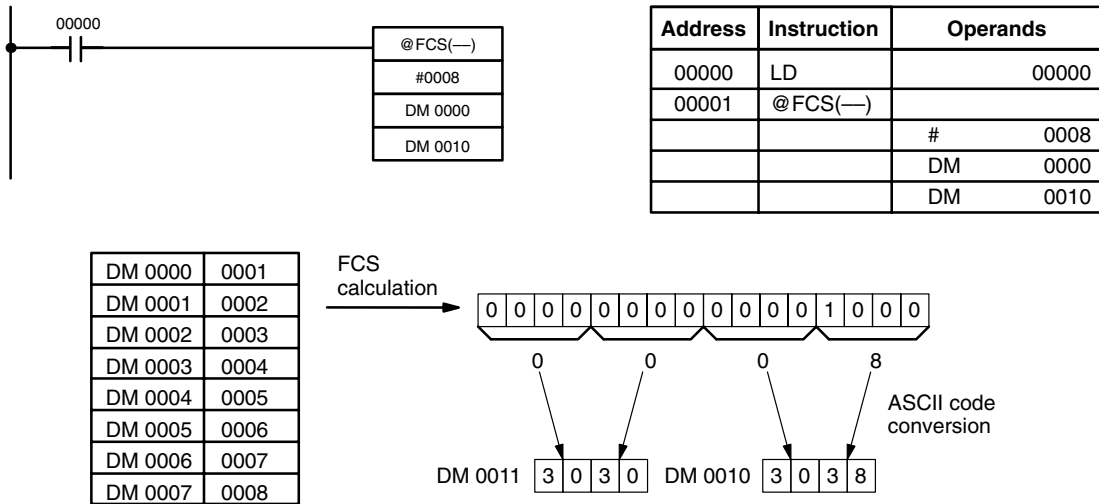 00000
@FCS(––)
#0008
DM 0000
DM 0010
Address Instruction Operands
00000 LD 00000
00001 @FCS(––)
# 0008
DM 0000
DM 0010
DM 0000 0001
DM 0001 0002
DM 0002 0003
DM 0003 0004
DM 0004 0005
DM 0005 0006
DM 0006 0007
DM 0007 0008
FCS
calculation
0 0 0 0 0 0 0 0 0 0 0 0 1 0 0 0
0 0 0 8
ASCII code
conversion
DM 0011 3 0 3 0 DM 0010 3 0 3 8